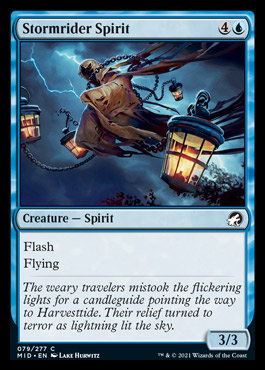 Stormrider Spirit 4
Creature — Spirit
Flash
Flying
The weary travelers mistook the flickering
lights for a candleguide pointing the way
to Harvesttide. Their relief turned to
terror as lightning lit the sky.
3/3
079/277 C
MID • EN Lake Hurwitz
™ & © 2021 Wizards of the Coast